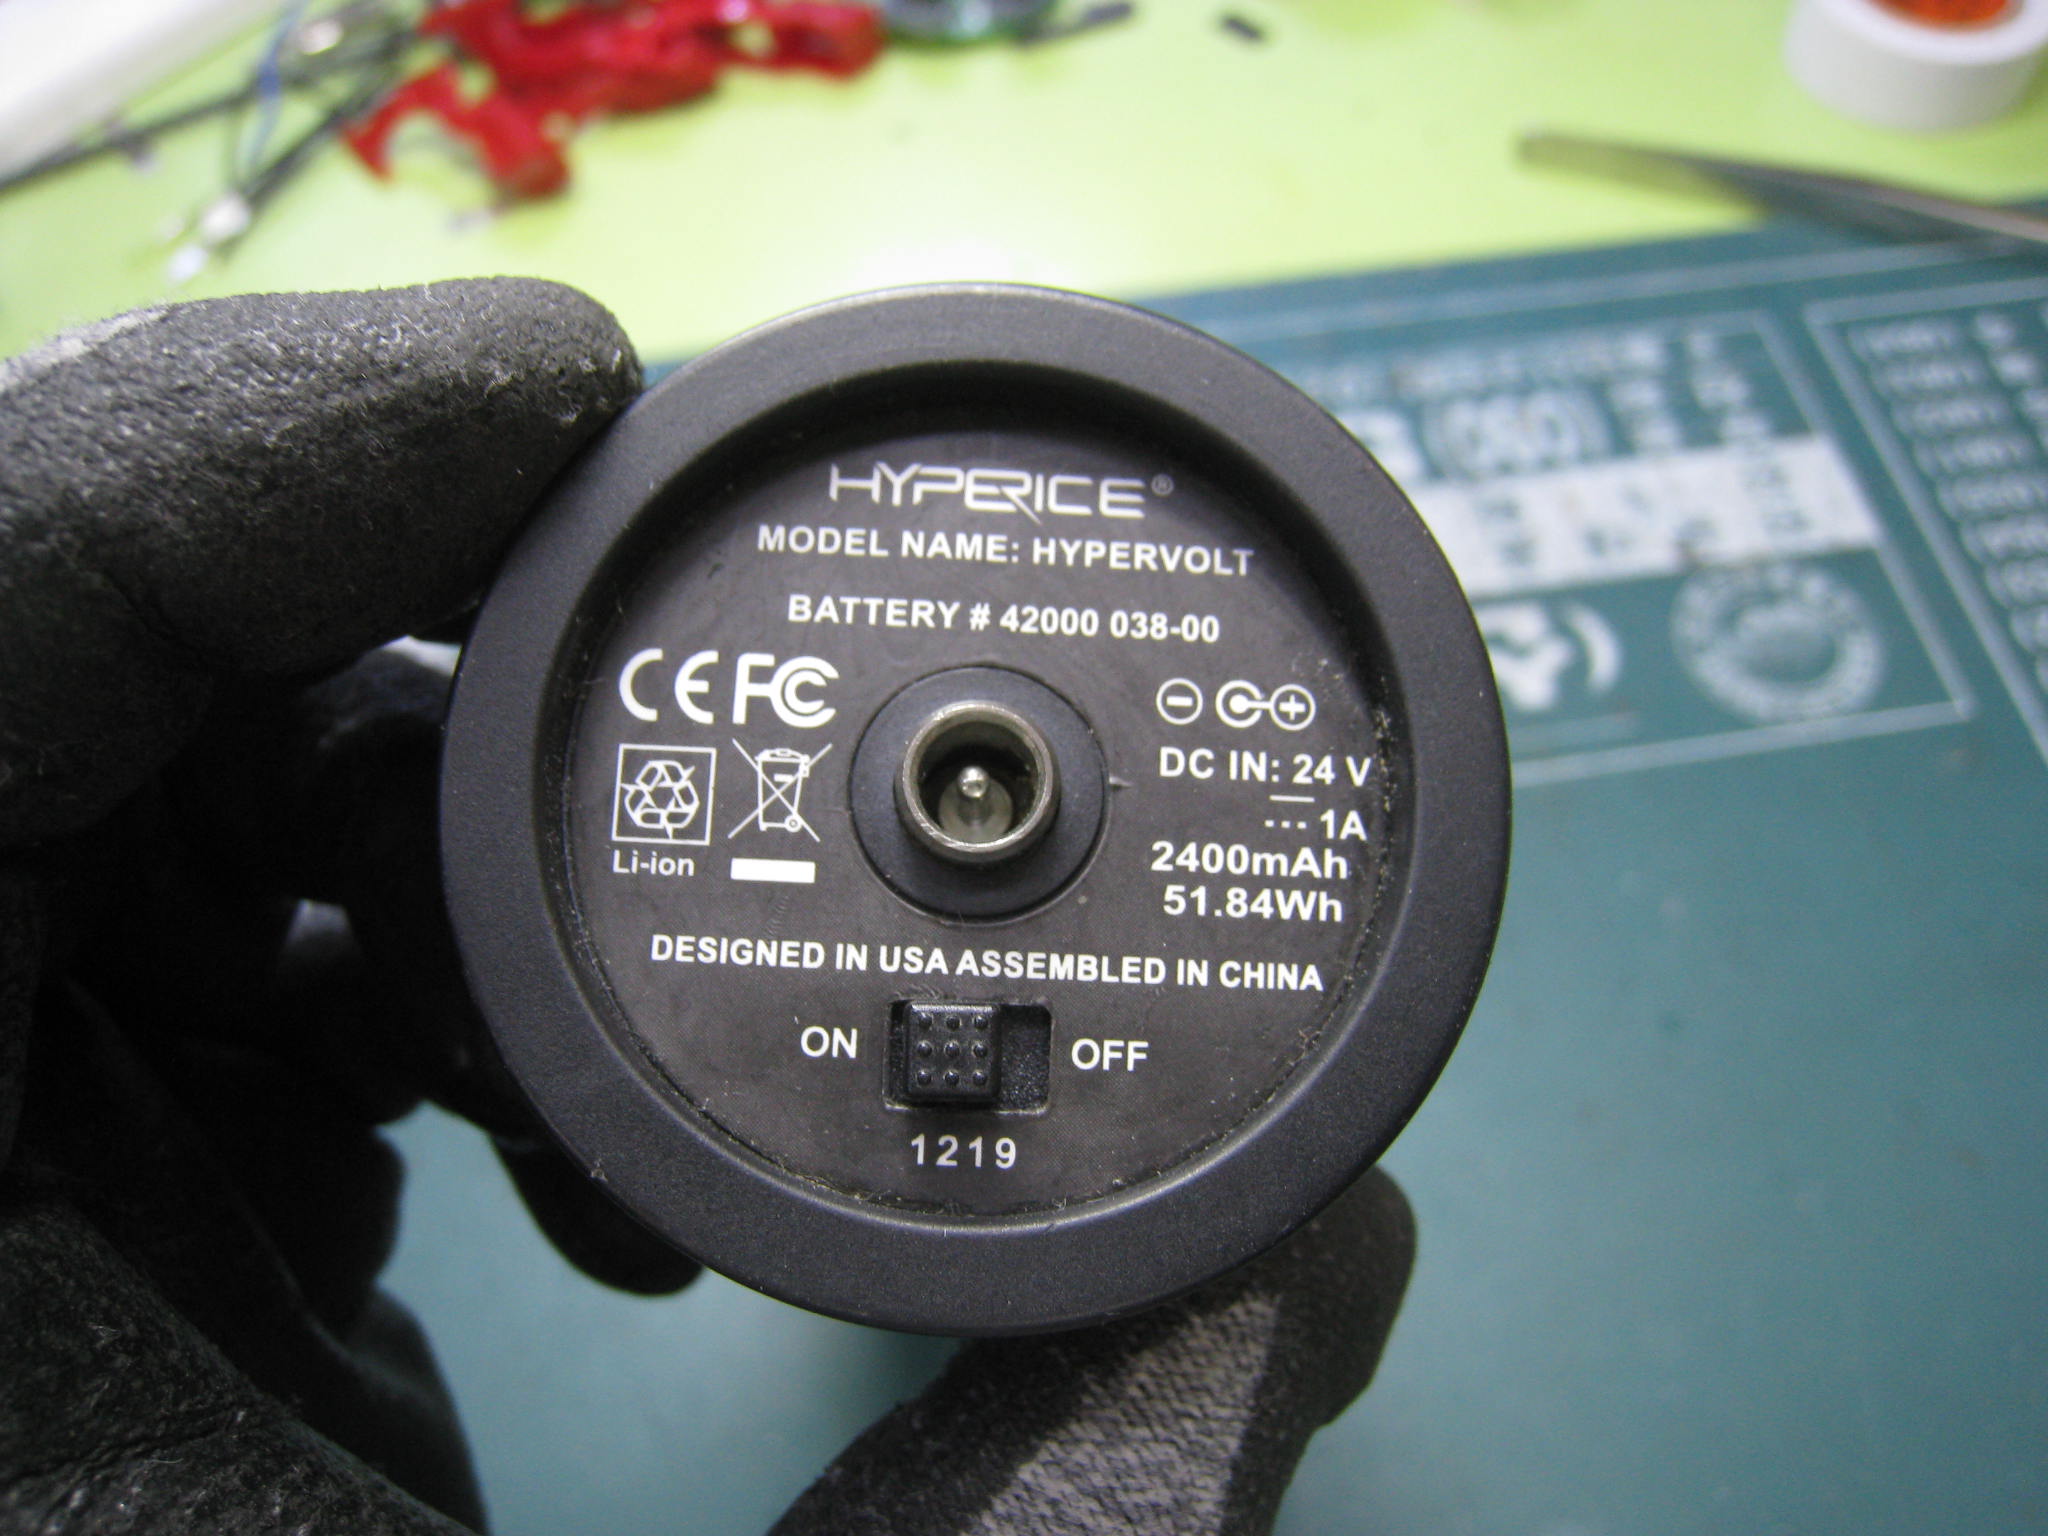 HYPERICE®
MODEL NAME: HYPERVOLT
BATTERY # 42000 038-00
CE FC
DC IN: 24 V
1A
2400mAh
51.84Wh
Li-ion
DESIGNED IN USA ASSEMBLED IN CHINA
ON OFF
1219